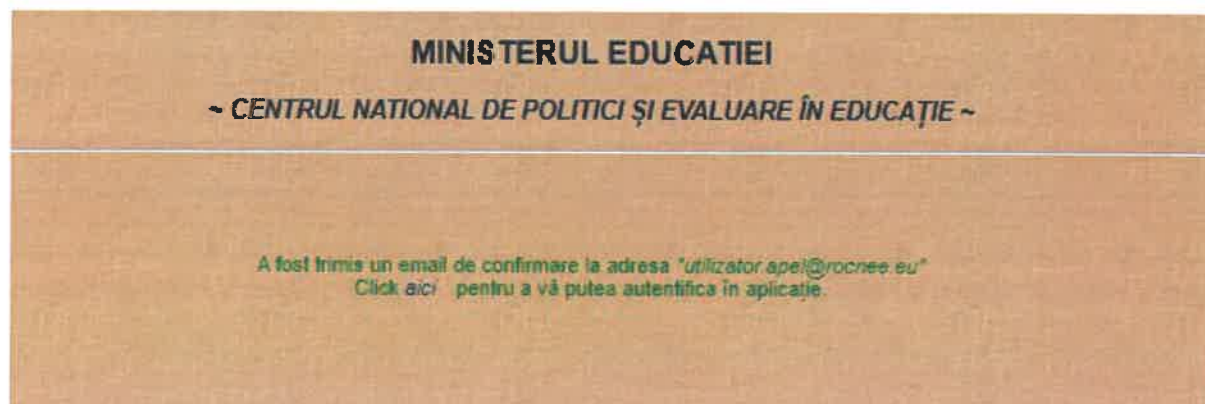 MINISTERUL EDUCATIEI
~ CENTRUL NATIONAL DE POLITICI ȘI EVALUARE ÎN EDUCAȚIE ~
A fost trimis un email de confirmare la adresa "utilizator.apel@rocnee.eu"
Click aici pentru a vă putea autentifica în aplicație.